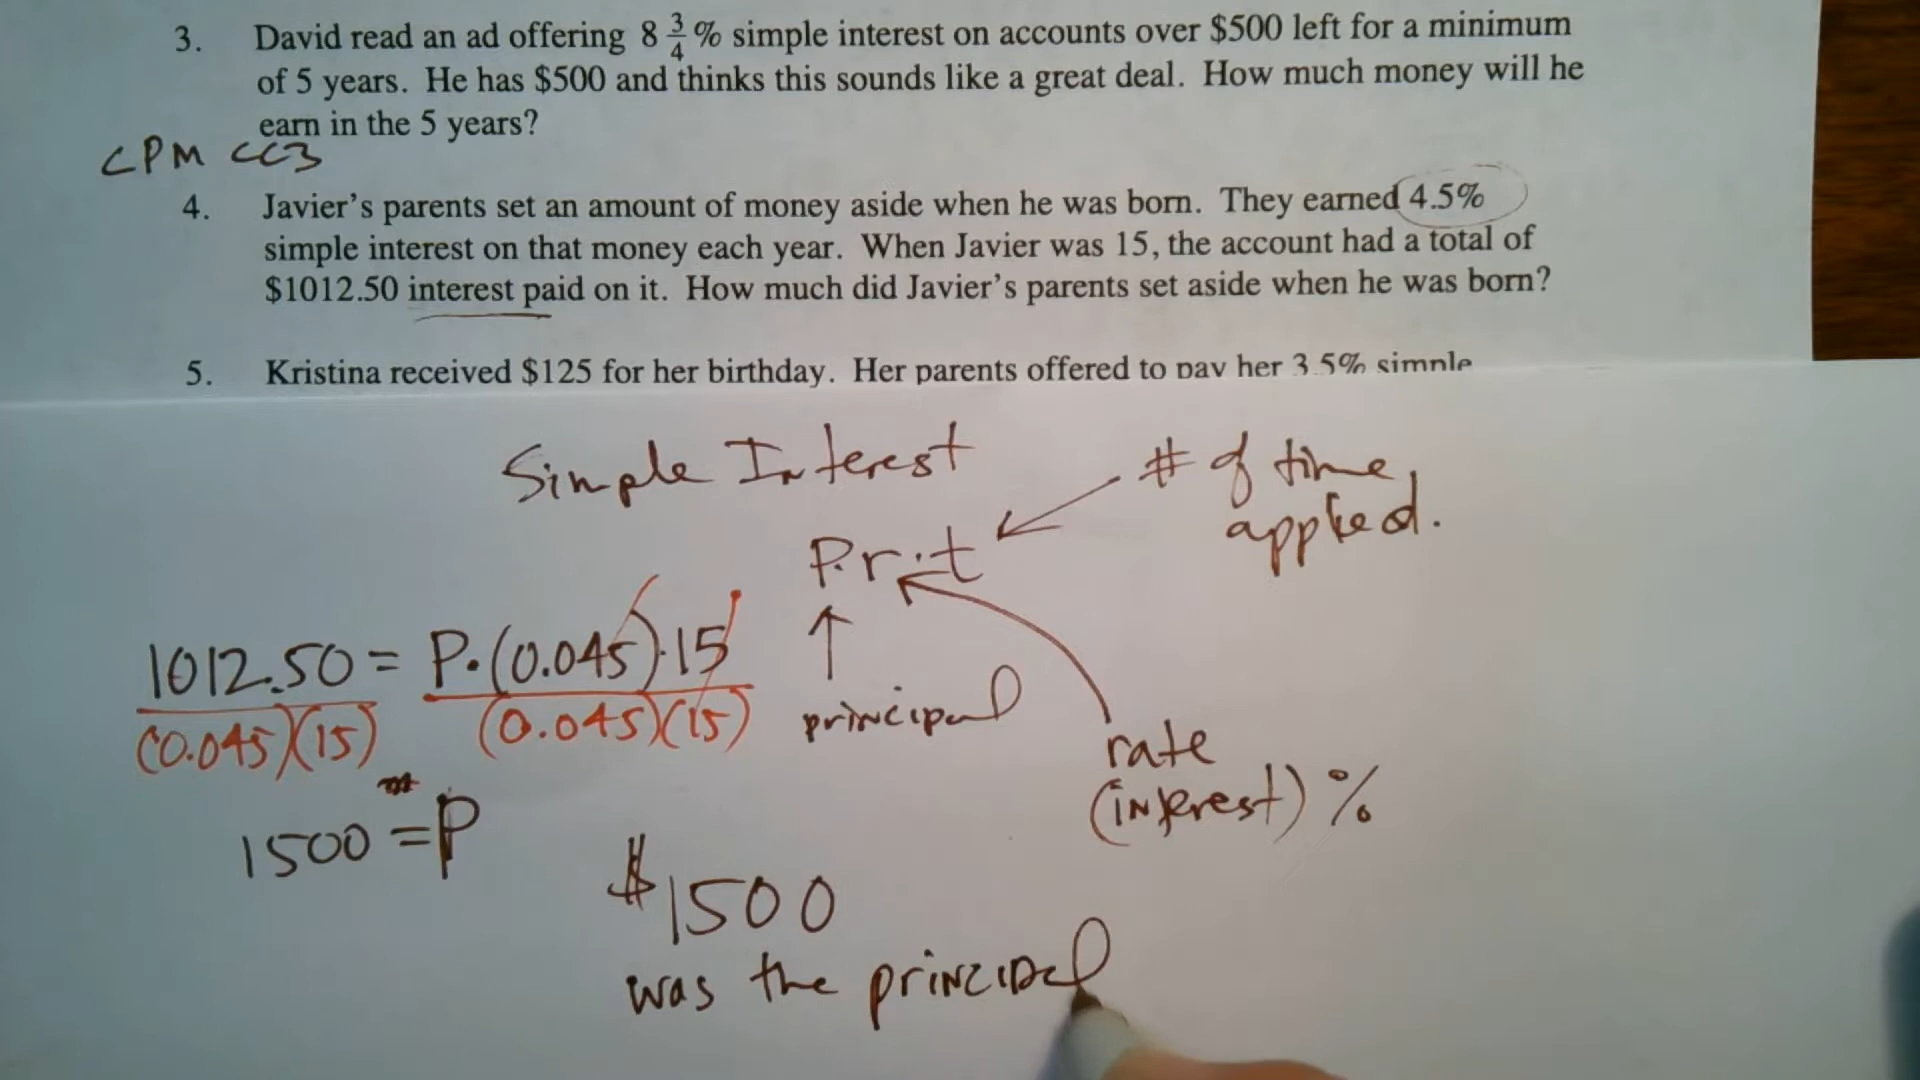 3. David read an ad offering 8 3/4 % simple interest on accounts over $500 left for a minimum
of 5 years. He has $500 and thinks this sounds like a great deal. How much money will he
earn in the 5 years?
CPM CC3
4. Javier's parents set an amount of money aside when he was born. They earned 4.5%
simple interest on that money each year. When Javier was 15, the account had a total of
$1012.50 interest paid on it. How much did Javier's parents set aside when he was born?
5. Kristina received $125 for her birthday. Her parents offered to pay her 3.5% simple
Simple Interest
# of time
applied.
P·r·t
1012.50 = P·(0.045)·15
(0.045)(15) (0.045)(15)
principal
rate
(interest) %
1500 = P
$1500
was the principal